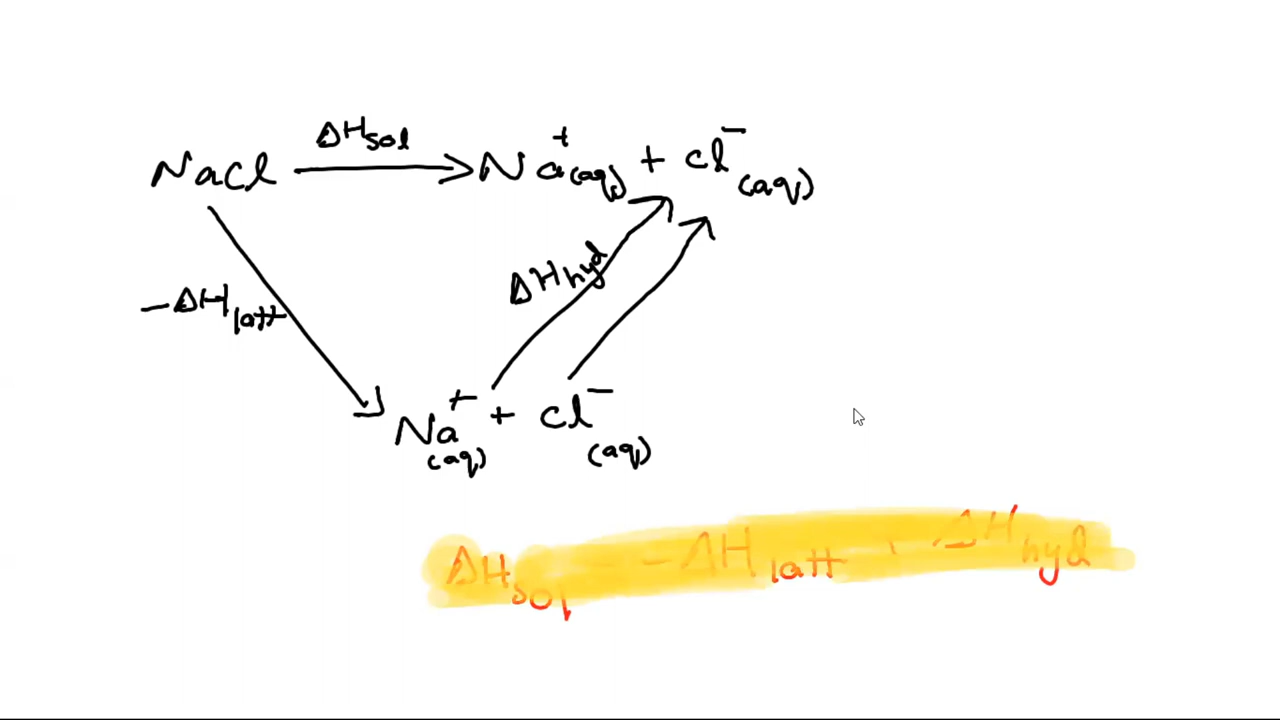 ΔHsol
NaCl → Na⁺(aq) + cl⁻(aq)
ΔHhyd
-ΔHlatt
Na⁺(aq) + cl⁻(aq)
ΔHsol -ΔHlatt ΔHhyd